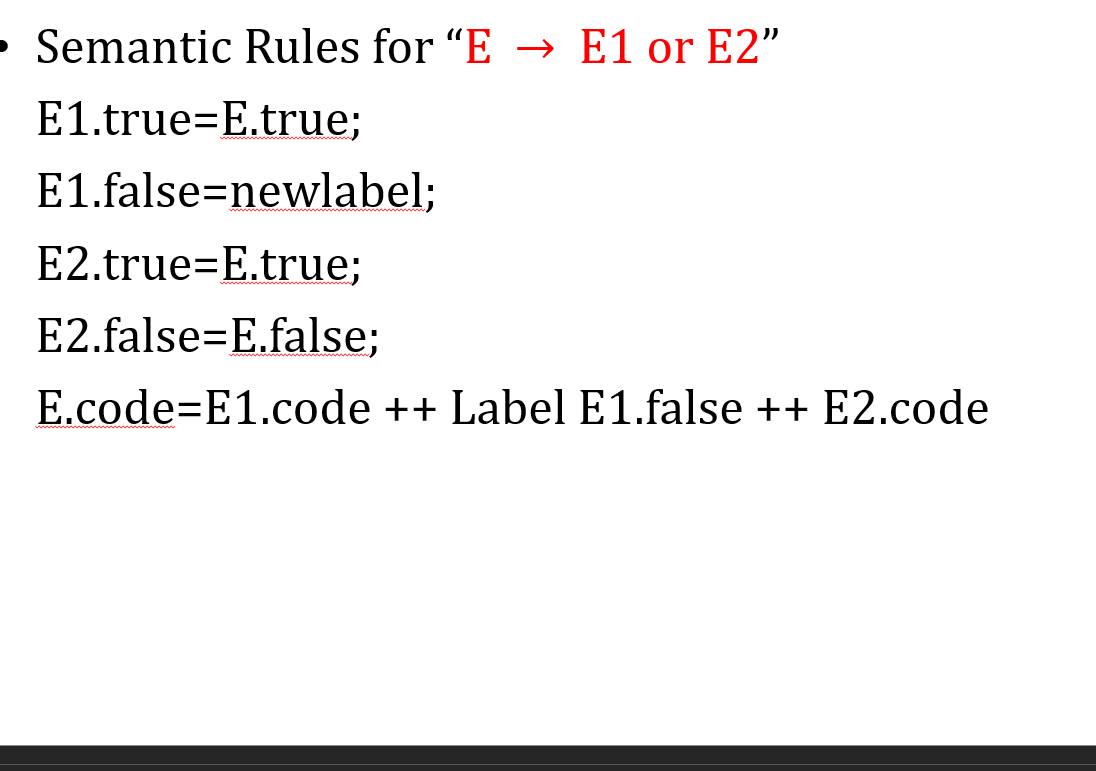 • Semantic Rules for “E → E1 or E2”
E1.true=E.true;
E1.false=newlabel;
E2.true=E.true;
E2.false=E.false;
E.code=E1.code ++ Label E1.false ++ E2.code